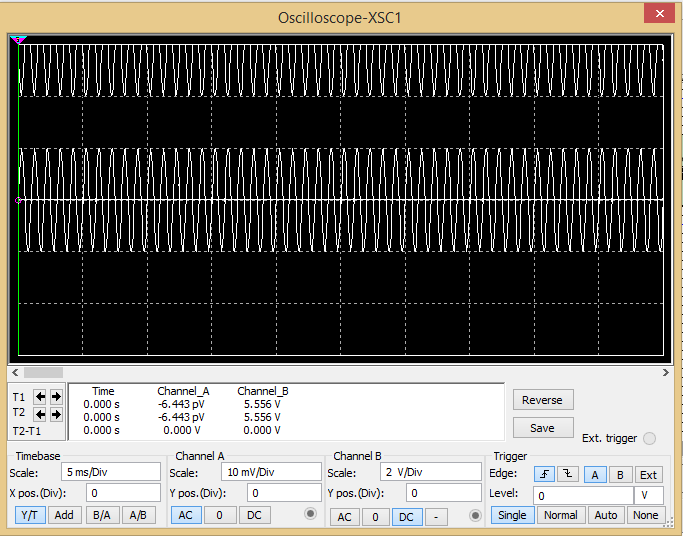 Oscilloscope-XSC1
Time Channel_A Channel_B
T1 0.000 s -6.443 pV 5.556 V
T2 0.000 s -6.443 pV 5.556 V
T2-T1 0.000 s 0.000 V 0.000 V
Reverse
Save
Ext. trigger
Timebase
Scale: 5 ms/Div
X pos.(Div): 0
Y/T Add B/A A/B
Channel A
Scale: 10 mV/Div
Y pos.(Div): 0
AC 0 DC
Channel B
Scale: 2 V/Div
Y pos.(Div): 0
AC 0 DC -
Trigger
Edge: A B Ext
Level: 0 V
Single Normal Auto None